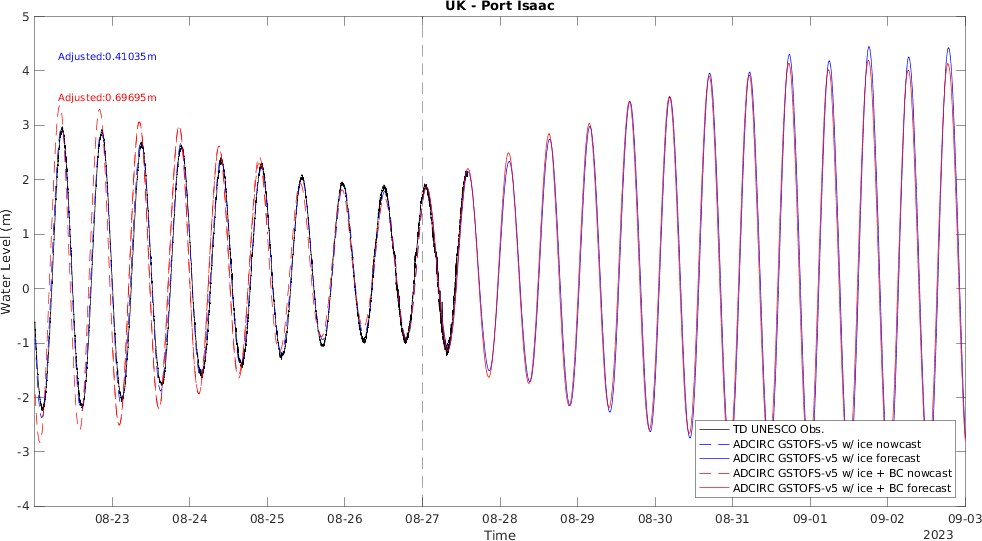 UK - Port Isaac
Adjusted:0.41035m
Adjusted:0.69695m
5
4
3
2
1
0
-1
-2
-3
-4
Water Level (m)
08-23 08-24 08-25 08-26 08-27 08-28 08-29 08-30 08-31 09-01 09-02 09-03
Time
2023
TD UNESCO Obs.
ADCIRC GSTOFS-v5 w/ ice nowcast
ADCIRC GSTOFS-v5 w/ ice forecast
ADCIRC GSTOFS-v5 w/ ice + BC nowcast
ADCIRC GSTOFS-v5 w/ ice + BC forecast